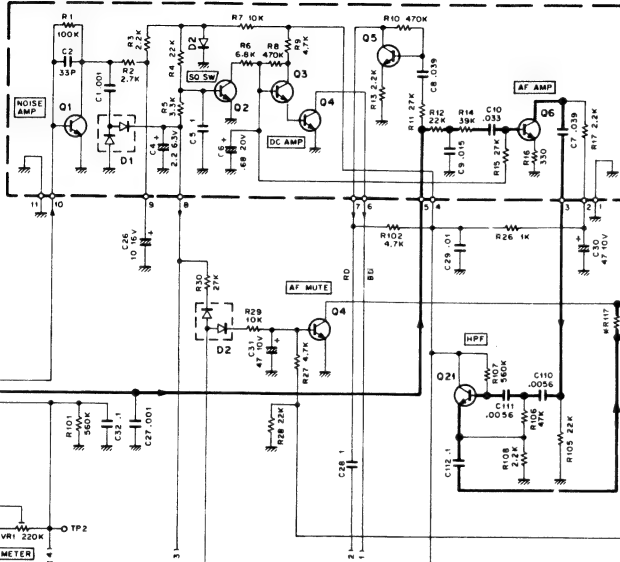 R1
100K
C2
33P
NOISE
AMP
Q1
C1 .001
R2
2.7K
R3
2.2K
D1
C4
2.2 6.3V
R4 22K
R5
3.3K
D2
SQ SW
C5 .1
Q2
R7 10K
R6
6.8K
R8
470K
R9
4.7K
Q3
Q4
DC AMP
C6
.68 20V
Q5
R10 470K
R13 2.2K
C8 .039
R11 27K
R12
22K
R14
39K
C9 .015
C10
.033
R15 27K
AF AMP
Q6
R16
330
C7 .039
R17 2.2K
11
10
9
8
7
6
5
4
3
2
1
C26
10 16V
R30
27K
D2
R29
10K
C31
47 10V
AF MUTE
Q4
R27 4.7K
R28 22K
RD
R102
4.7K
C29 .01
R26 1K
C30
47 10V
HPF
Q21
R107
560K
C111
.0056
C110
.0056
R106
47K
R108
2.2K
R105 22K
C112 .1
R117
C28 .1
R101
560K
C32 .1
C27 .001
VR1 220K
TP2
METER
4
3
2
1